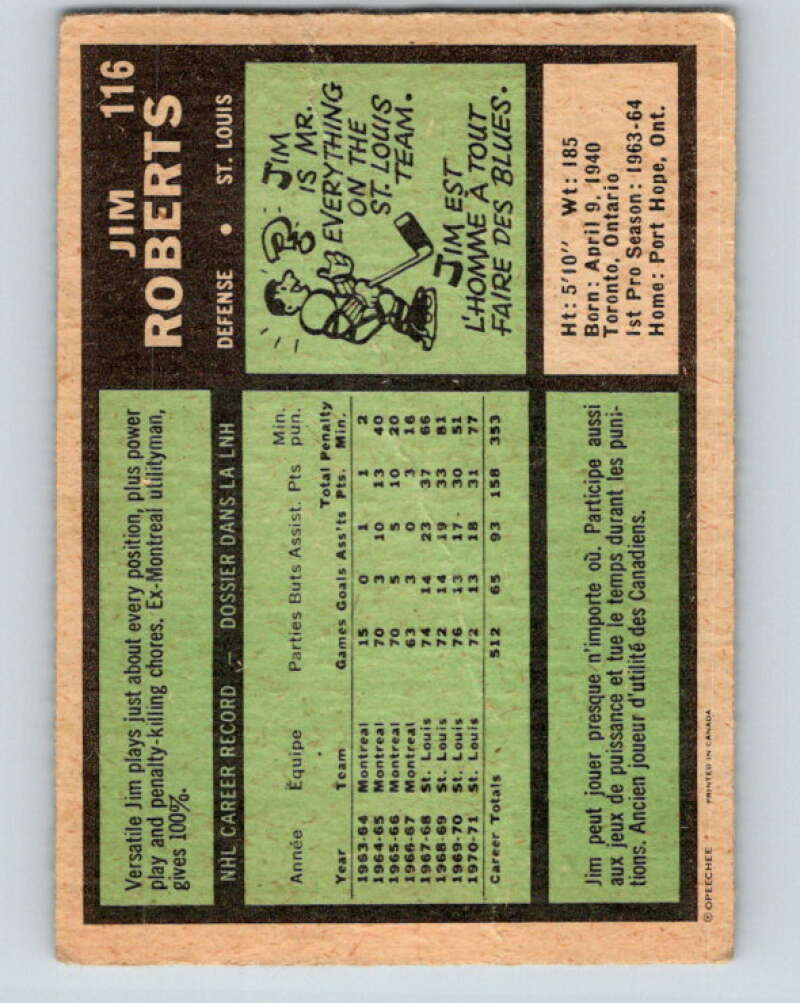 Versatile Jim plays just about every position, plus power
play and penalty-killing chores. Ex-Montreal utilityman,
gives 100%.
JIM 116
ROBERTS
DEFENSE • ST. LOUIS
NHL CAREER RECORD — DOSSIER DANS LA LNH
Année Équipe Parties Buts Assist. Pts Min. pun.
Year Team Games Goals Ass'ts Total Pts. Penalty Min.
1963-64 Montreal 15 0 1 1 2
1964-65 Montreal 70 3 10 13 40
1965-66 Montreal 70 5 5 10 20
1966-67 Montreal 63 3 0 3 16
1967-68 St. Louis 74 14 23 37 66
1968-69 St. Louis 72 14 19 33 81
1969-70 St. Louis 76 13 17 30 51
1970-71 St. Louis 72 13 18 31 77
Career Totals 512 65 93 158 353
JIM
IS MR.
EVERYTHING
ON THE
ST. LOUIS
TEAM.
JIM EST
L'HOMME À TOUT
FAIRE DES BLUES.
Jim peut jouer presque n'importe où. Participe aussi
aux jeux de puissance et tue le temps durant les puni-
tions. Ancien joueur d'utilité des Canadiens.
Ht: 5'10" Wt: 185
Born: April 9, 1940
Toronto, Ontario
1st Pro Season: 1963-64
Home: Port Hope, Ont.
© OPEECHEE • PRINTED IN CANADA